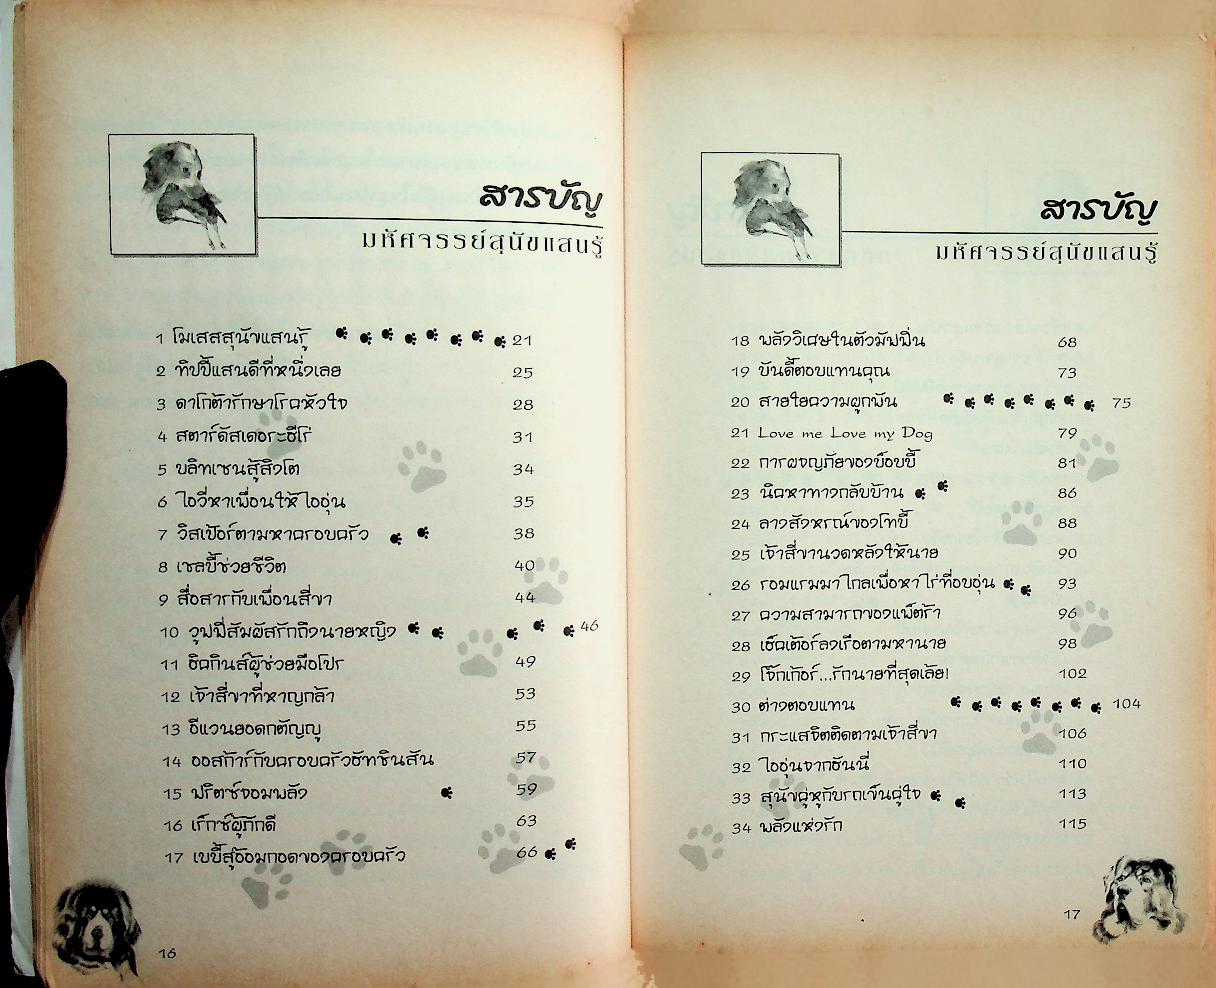 สารบัญ
มหัศจรรย์สุนัขแสนรู้
1 โมเสสสุนัขแสนรู้ 21
2 ทิปปี้แสนดีที่หนึ่งเลย 25
3 ดาโกต้ารักษาโรคหัวใจ 28
4 สตาร์ดัสเดอระฮีโร่ 31
5 บลิทเซนสู้สิงโต 34
6 ไอวี่หาเพื่อนให้ไออุ่น 35
7 วิสเปอร์ตามหาครอบครัว 38
8 เชลบี้ช่วยชีวิต 40
9 สื่อสารกับเพื่อนสี่ขา 44
10 วูฟฟี่สัมผัสรักถึงนายหญิง 46
11 ฮิคกินส์ผู้ช่วยมือโปร 49
12 เจ้าสี่ขาที่หาญกล้า 53
13 อีแวนยอดกตัญญู 55
14 ออสก้าร์กับครอบครัวฮัทชินสัน 57
15 ฟริตซ์จอมพลัง 59
16 เร็กซ์ผู้ภักดี 63
17 เบบี้สุอ้อมกอดของครอบครัว 66
16
สารบัญ
มหัศจรรย์สุนัขแสนรู้
18 พลังวิเศษในตัวมัฟฟิ่น 68
19 บันดี้ตอบแทนคุณ 73
20 สายใยความผูกพัน 75
21 Love me Love my Dog 79
22 การผจญภัยของบ๊อบบี้ 81
23 นิคหาทางกลับบ้าน 86
24 ลางสังหรณ์ของโทบี้ 88
25 เจ้าสี่ขานวดหลังให้นาย 90
26 รอมแรมมาไกลเพื่อหาไร่ที่อบอุ่น 93
27 ความสามารถของแพ็ตร้า 96
28 เช็คเต้อร์ลงเรือตามหานาย 98
29 โจ๊กเก้อร์...รักนายที่สุดเล้ย! 102
30 ต่างตอบแทน 104
31 กระแสจิตติดตามเจ้าสี่ขา 106
32 ไออุ่นจากฮันนี่ 110
33 สุนัขคู่หูกับรถเข็นคู่ใจ 113
34 พลังแห่งรัก 115
17